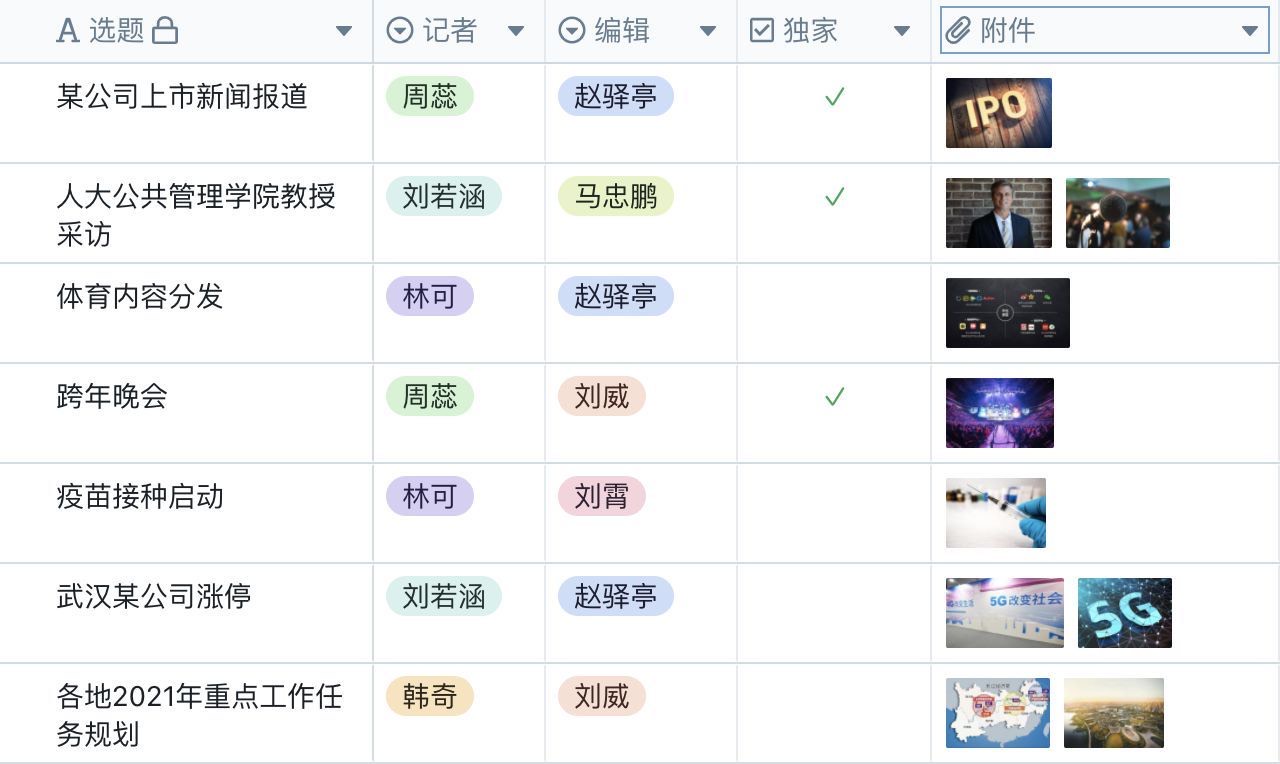 选题 记者 编辑 独家 附件
某公司上市新闻报道 周蕊 赵驿亭 IPO
人大公共管理学院教授 刘若涵 马忠鹏
采访
体育内容分发 林可 赵驿亭
跨年晚会 周蕊 刘威
疫苗接种启动 林可 刘霄
武汉某公司涨停 刘若涵 赵驿亭 5G改变社会 5G
各地2021年重点工作任 韩奇 刘威
务规划